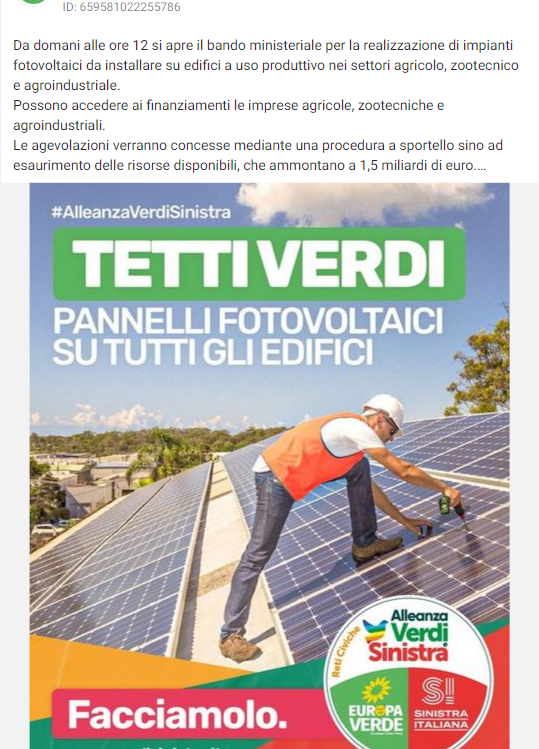 ID: 659581022255786
Da domani alle ore 12 si apre il bando ministeriale per la realizzazione di impianti
fotovoltaici da installare su edifici a uso produttivo nei settori agricolo, zootecnico
e agroindustriale.
Possono accedere ai finanziamenti le imprese agricole, zootecniche e
agroindustriali.
Le agevolazioni verranno concesse mediante una procedura a sportello sino ad
esaurimento delle risorse disponibili, che ammontano a 1,5 miliardi di euro....
#AlleanzaVerdiSinistra
TETTI VERDI
PANNELLI FOTOVOLTAICI
SU TUTTI GLI EDIFICI
Facciamolo.
Reti Civiche
Alleanza
Verdi
Sinistra
EUROPA
VERDE
SI
SINISTRA
ITALIANA